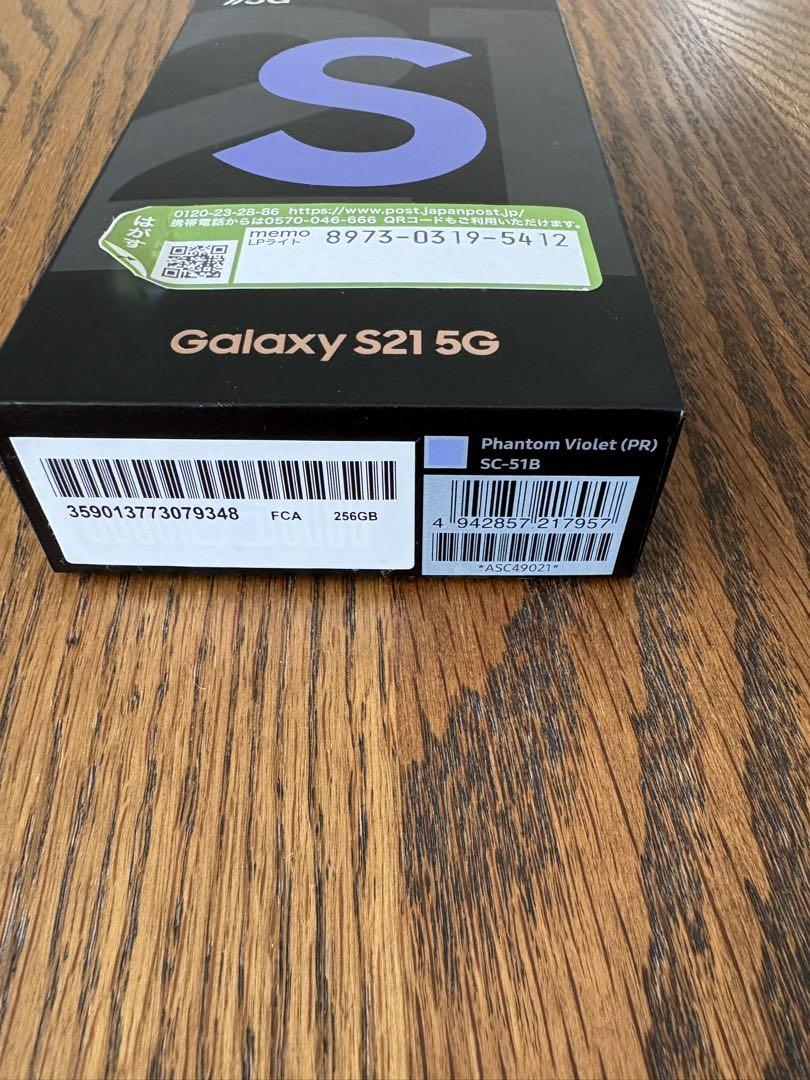 21
S
はがす
0120-23-28-86 https://www.post.japanpost.jp/
携帯電話からは0570-046-666 QRコードもご利用いただけます。
memo
LPライト
8973-0319-5412
Galaxy S21 5G
359013773079348 FCA 256GB
Phantom Violet (PR)
SC-51B
4 942857 217957
*ASC49021*